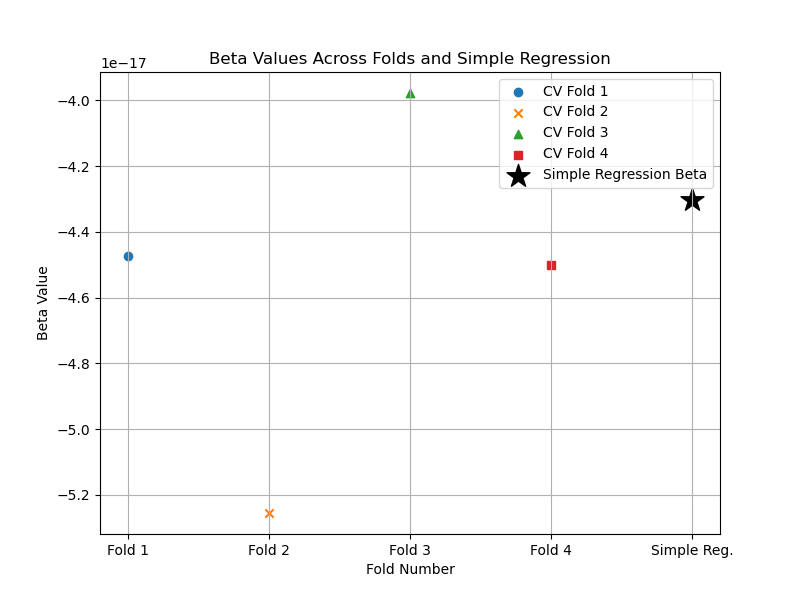 Beta Values Across Folds and Simple Regression
1e−17
CV Fold 1
CV Fold 2
CV Fold 3
CV Fold 4
Simple Regression Beta
−4.0
−4.2
−4.4
−4.6
−4.8
−5.0
−5.2
Beta Value
Fold 1
Fold 2
Fold 3
Fold 4
Simple Reg.
Fold Number